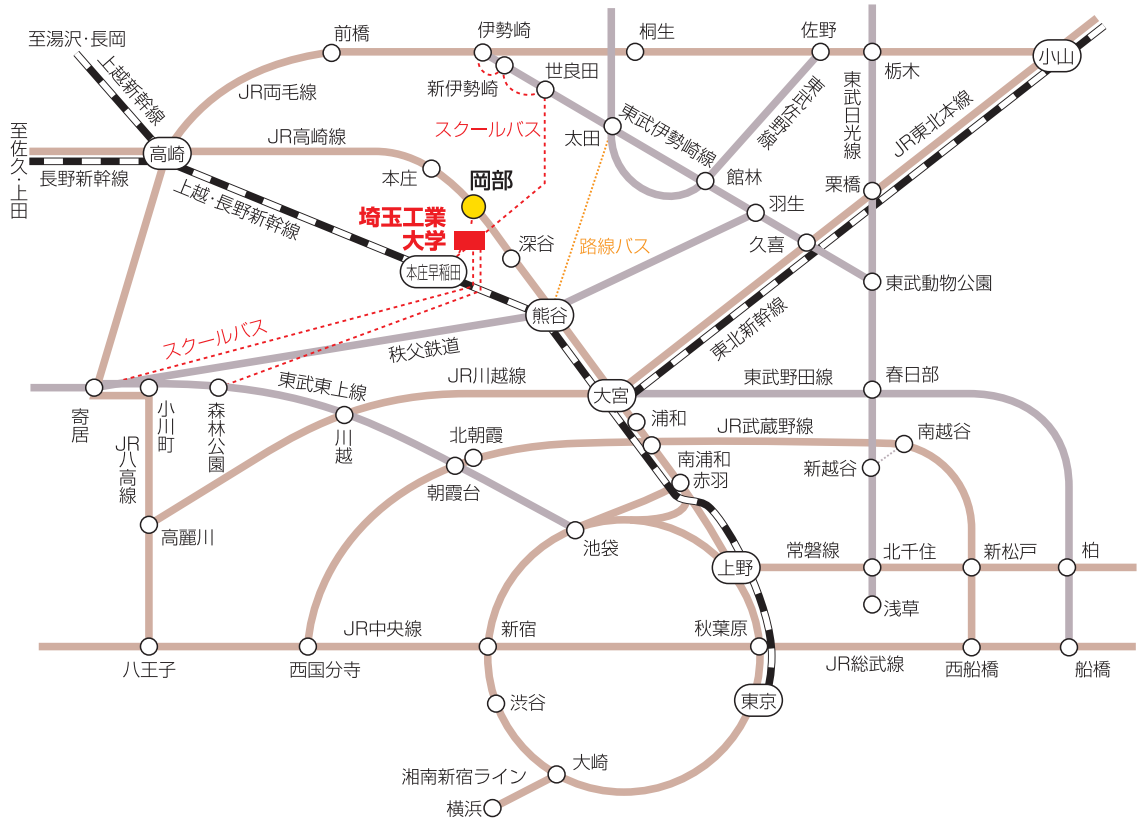 至湯沢・長岡
上越新幹線
前橋
伊勢崎
桐生
佐野
小山
JR両毛線
新伊勢崎
世良田
栃木
東武日光線
東武佐野線
JR東北本線
スクールバス
太田
東武伊勢崎線
至佐久・上田
高崎
JR高崎線
長野新幹線
上越・長野新幹線
本庄
岡部
館林
栗橋
羽生
久喜
埼玉工業
大学
深谷
路線バス
本庄早稲田
東武動物公園
熊谷
東北新幹線
スクールバス
秩父鉄道
寄居
小川町
森林公園
東武東上線
JR川越線
大宮
東武野田線
春日部
JR八高線
川越
北朝霞
朝霞台
浦和
JR武蔵野線
南浦和
赤羽
南越谷
新越谷
高麗川
池袋
上野
常磐線
北千住
新松戸
柏
浅草
JR中央線
新宿
秋葉原
八王子
西国分寺
JR総武線
西船橋
船橋
渋谷
東京
大崎
湘南新宿ライン
横浜